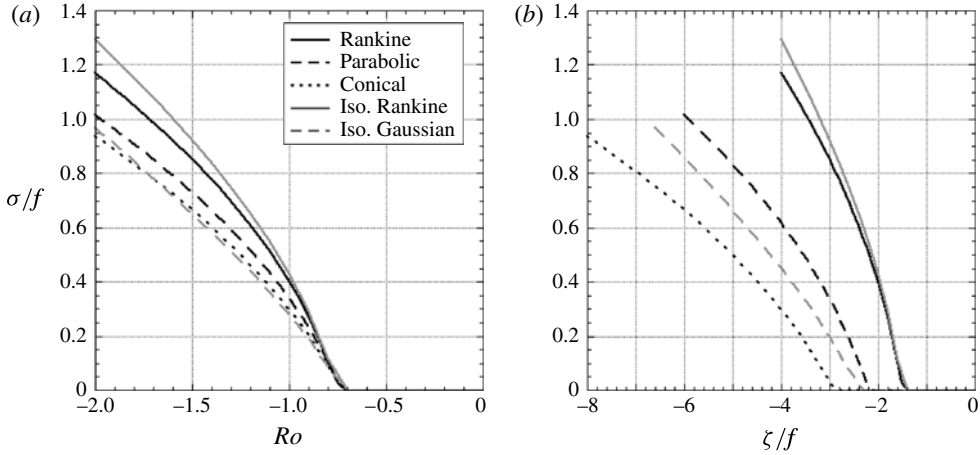 (a)
1.4
1.2
1.0
0.8
0.6
0.4
0.2
0
σ/f
−2.0 −1.5 −1.0 −0.5 0
Ro
Rankine
Parabolic
Conical
Iso. Rankine
Iso. Gaussian
(b)
1.4
1.2
1.0
0.8
0.6
0.4
0.2
0
−8 −6 −4 −2 0
ζ/f